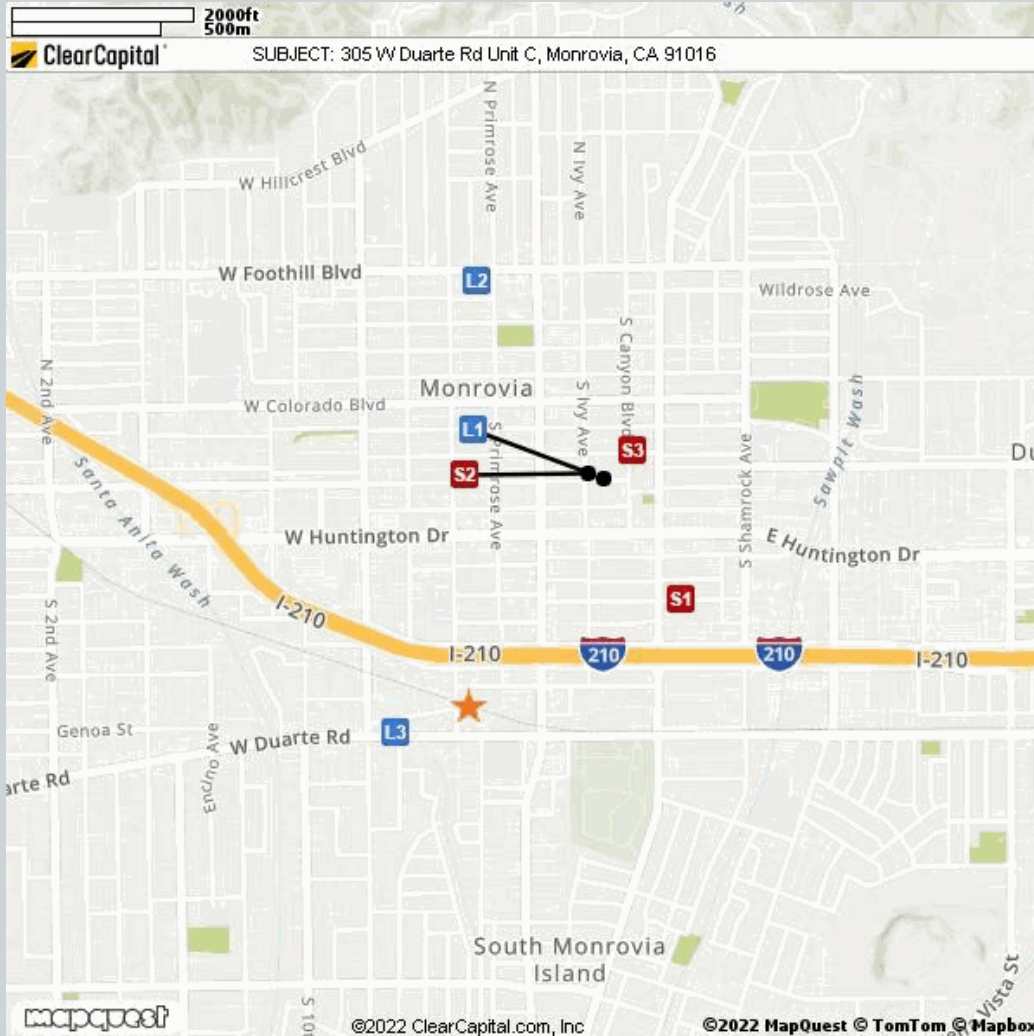 2000ft
500m
ClearCapital
SUBJECT: 305 W Duarte Rd Unit C, Monrovia, CA 91016
N Primrose Ave
N Ivy Ave
W Hillcrest Blvd
W Foothill Blvd
L2
Wildrose Ave
S Canyon Blvd
N 2nd Ave
Monrovia
S Ivy Ave
W Colorado Blvd
L1
S Primrose Ave
S3
S2
S Shamrock Ave
Sawpit Wash
Santa Anita Wash
W Huntington Dr
E Huntington Dr
S 2nd Ave
I-210
S1
I-210
210
210
I-210
Genoa St
L3
W Duarte Rd
Encino Ave
arte Rd
South Monrovia
Island
mapquest
©2022 ClearCapital.com, Inc
©2022 MapQuest © TomTom © Mapbo